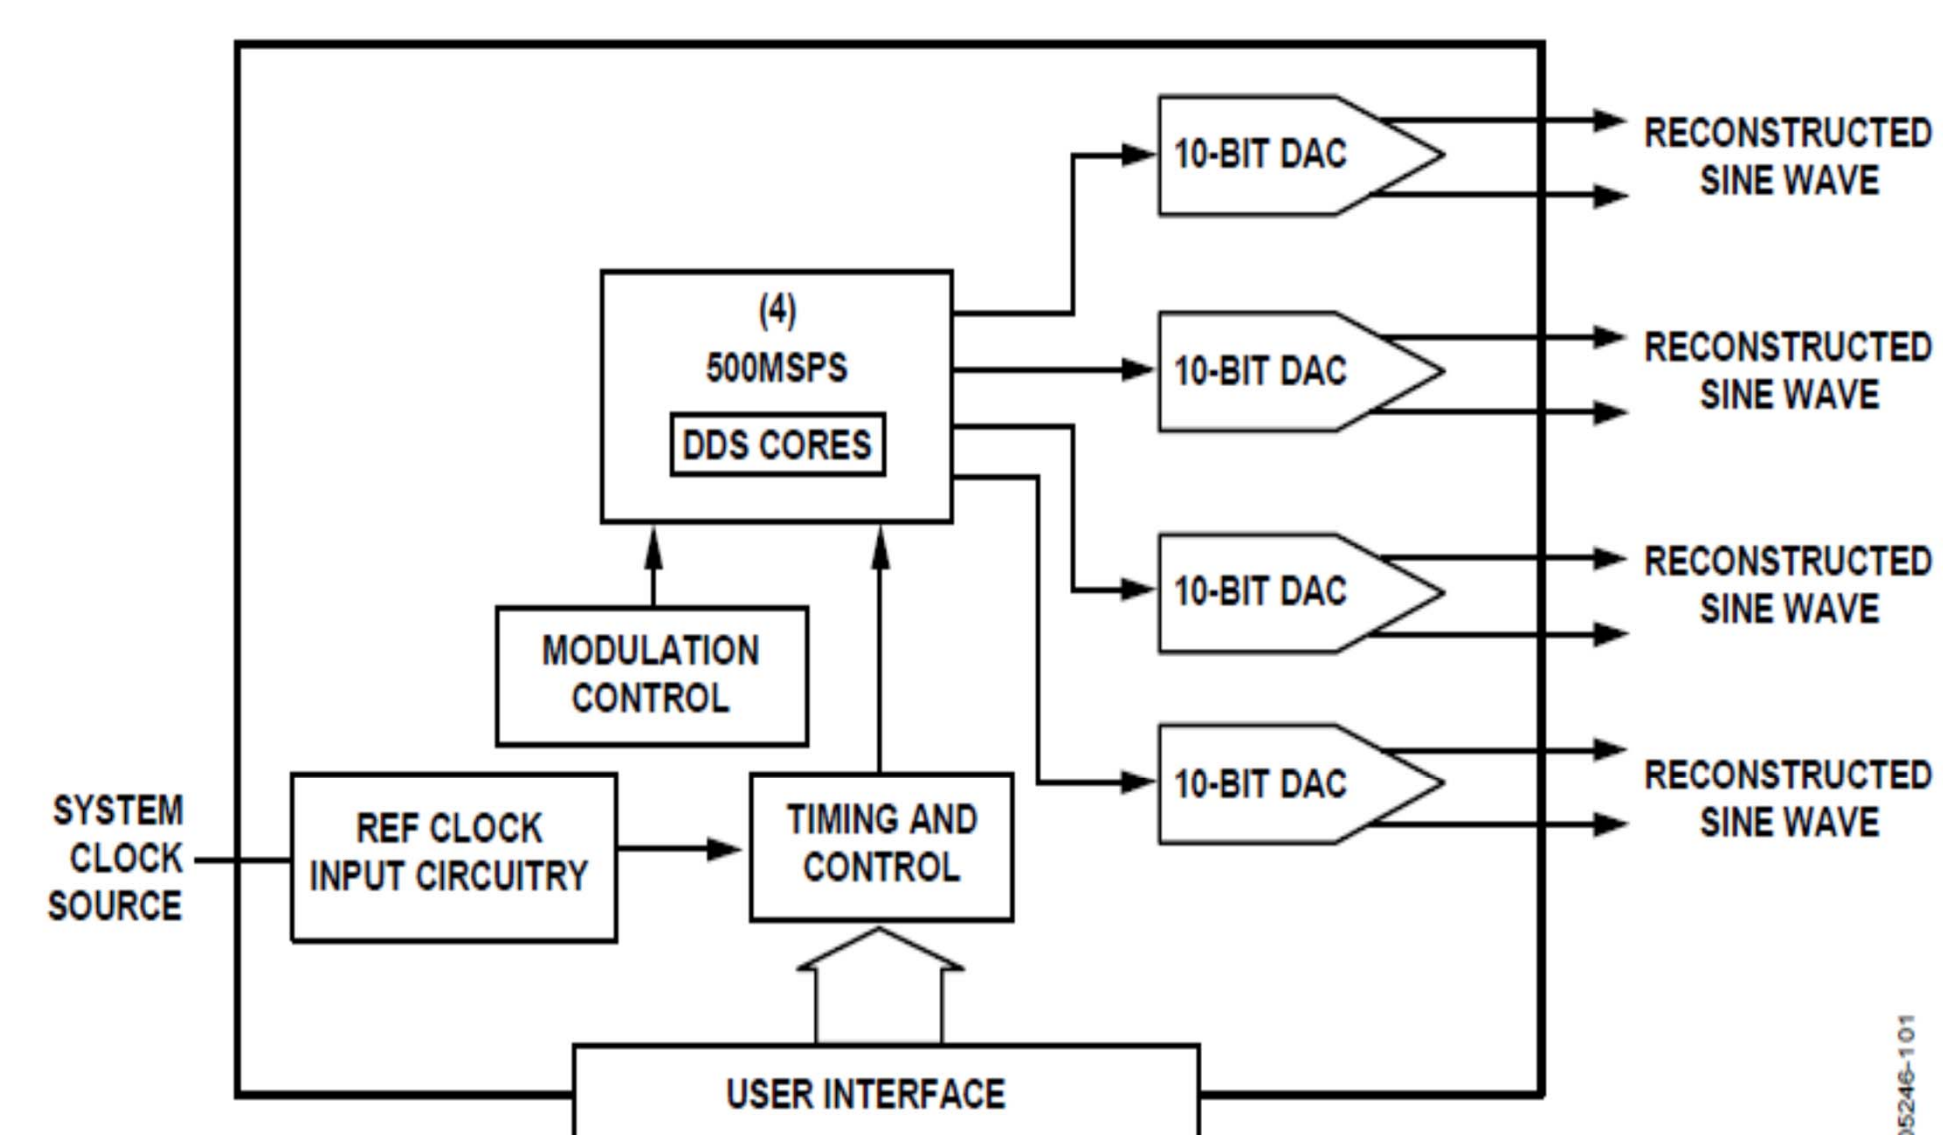 10-BIT DAC
RECONSTRUCTED
SINE WAVE
(4)
500MSPS
DDS CORES
10-BIT DAC
RECONSTRUCTED
SINE WAVE
10-BIT DAC
RECONSTRUCTED
SINE WAVE
MODULATION
CONTROL
10-BIT DAC
RECONSTRUCTED
SINE WAVE
SYSTEM
CLOCK
SOURCE
REF CLOCK
INPUT CIRCUITRY
TIMING AND
CONTROL
USER INTERFACE
05246-101